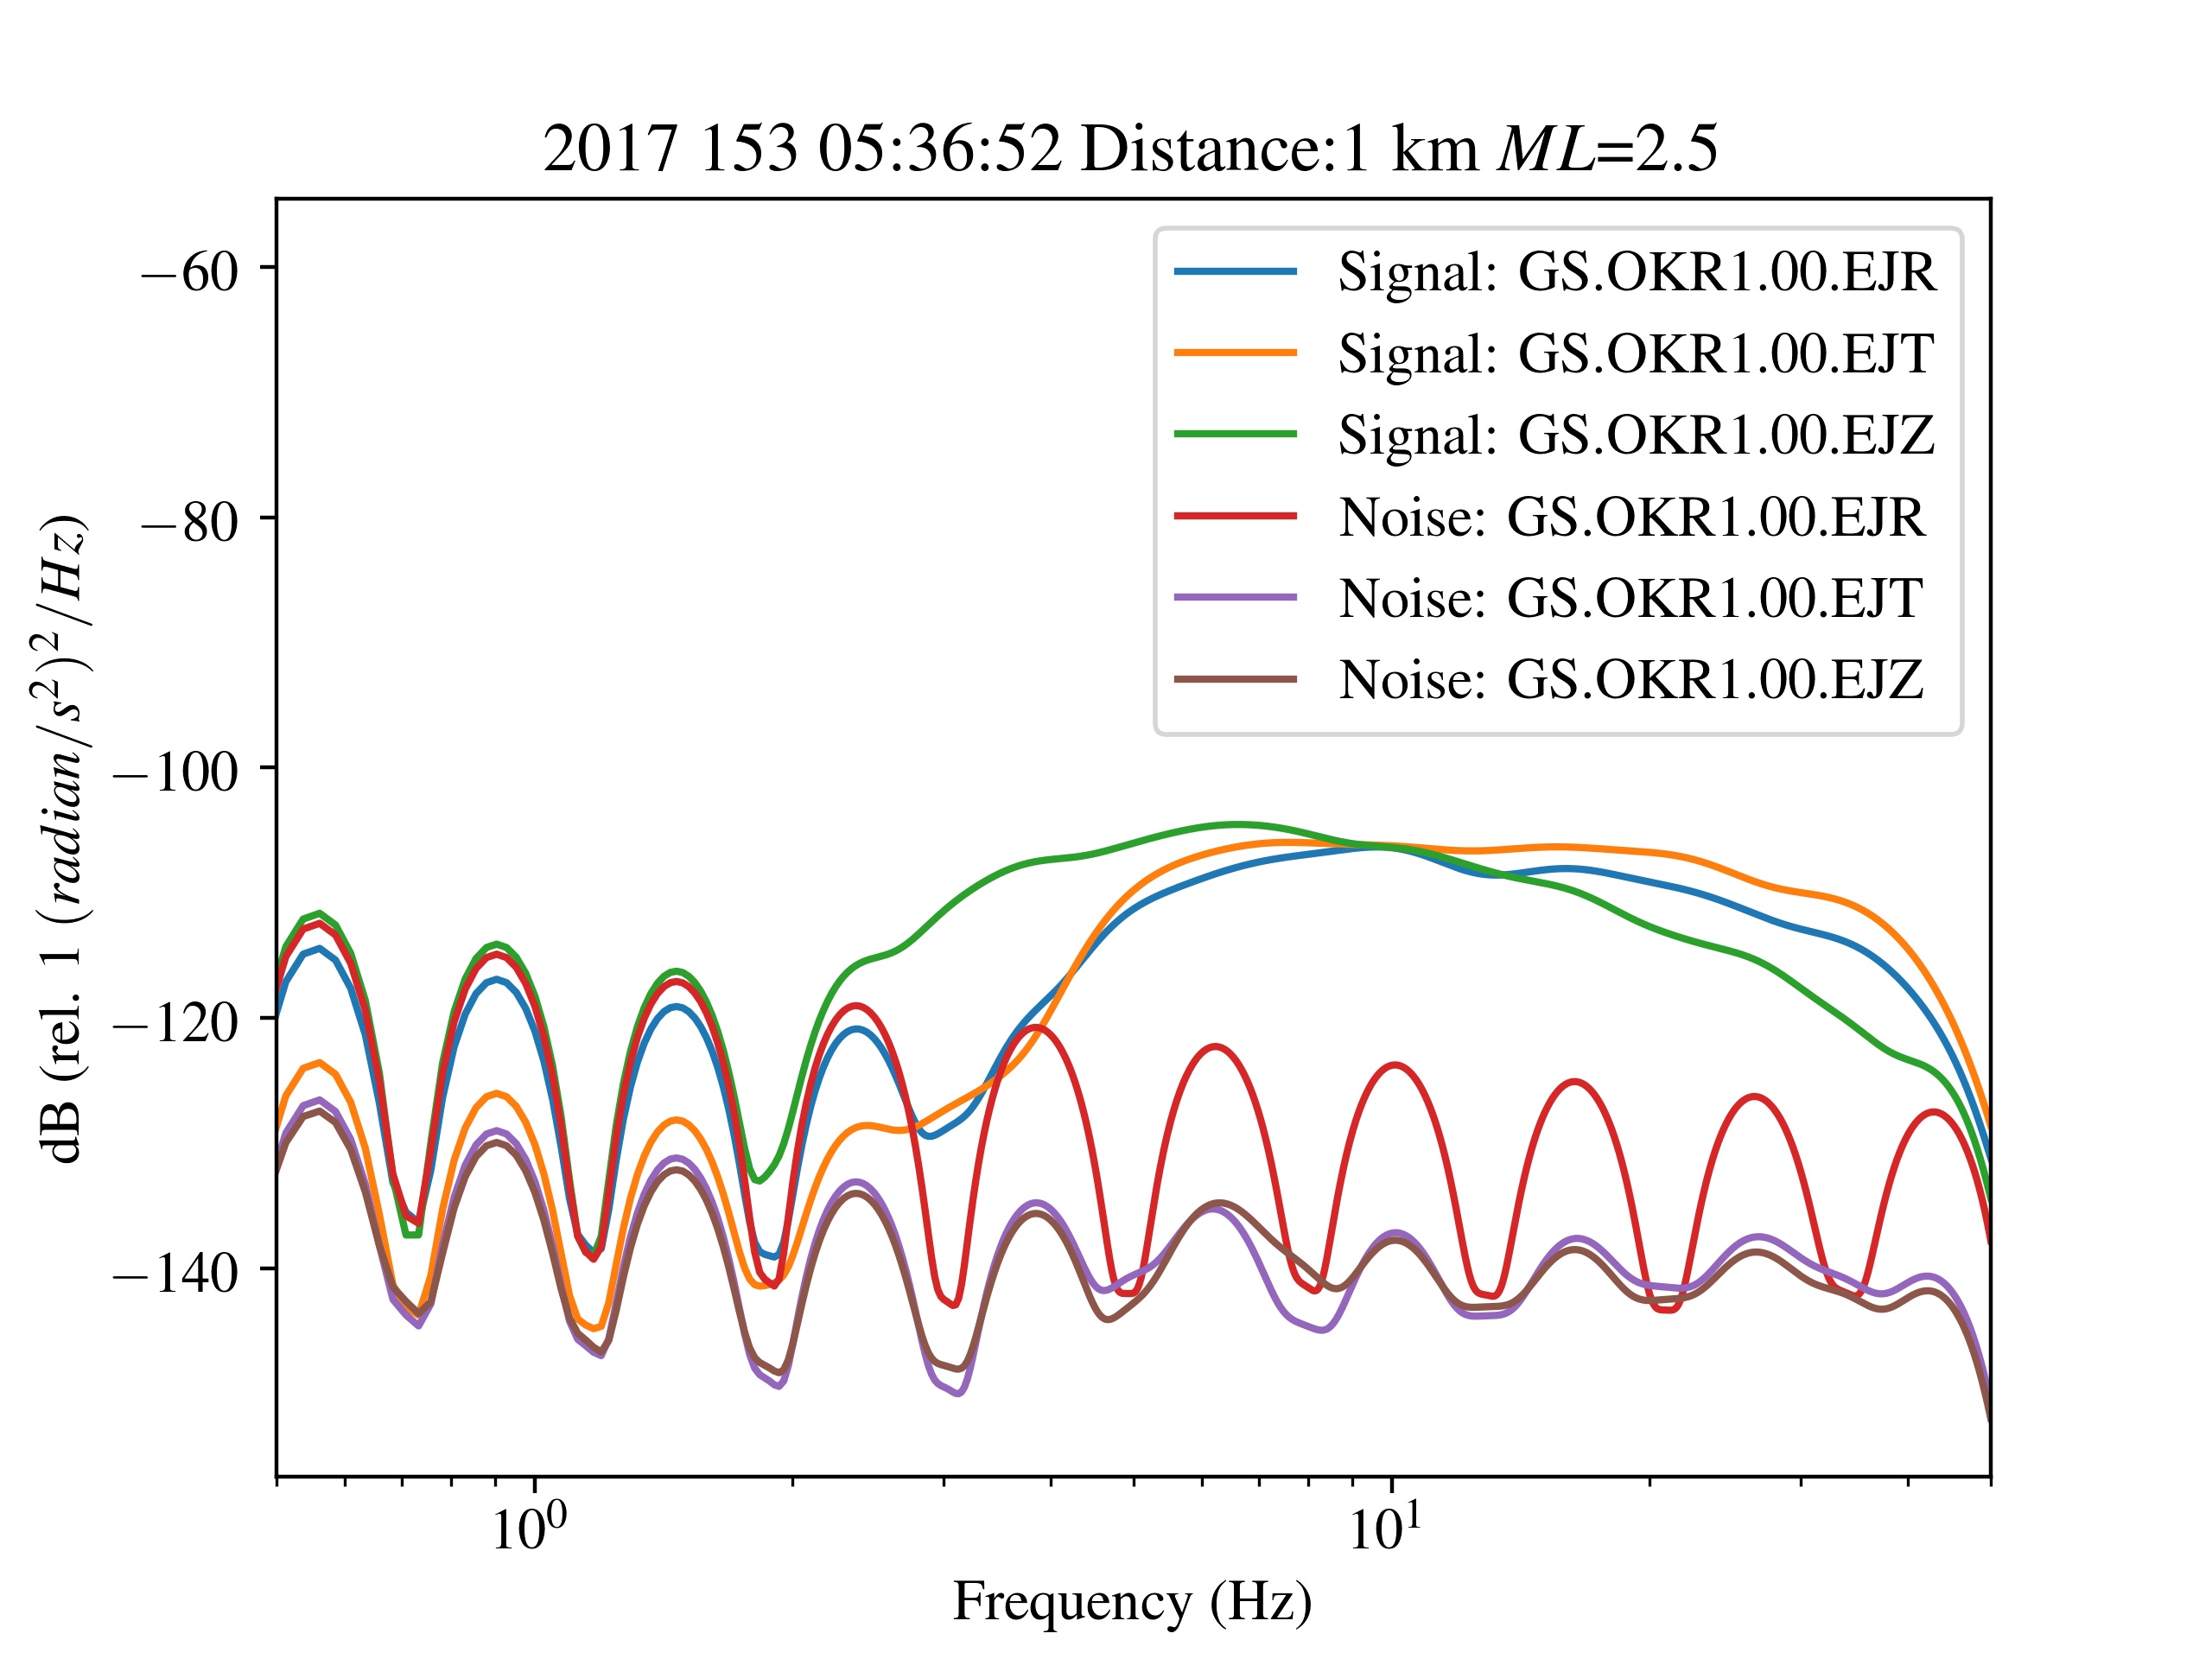 2017 153 05:36:52 Distance:1 km ML=2.5
dB (rel. 1 (radian/s²)²/Hz)
−60
−80
−100
−120
−140
Signal: GS.OKR1.00.EJR
Signal: GS.OKR1.00.EJT
Signal: GS.OKR1.00.EJZ
Noise: GS.OKR1.00.EJR
Noise: GS.OKR1.00.EJT
Noise: GS.OKR1.00.EJZ
10⁰ 10¹
Frequency (Hz)